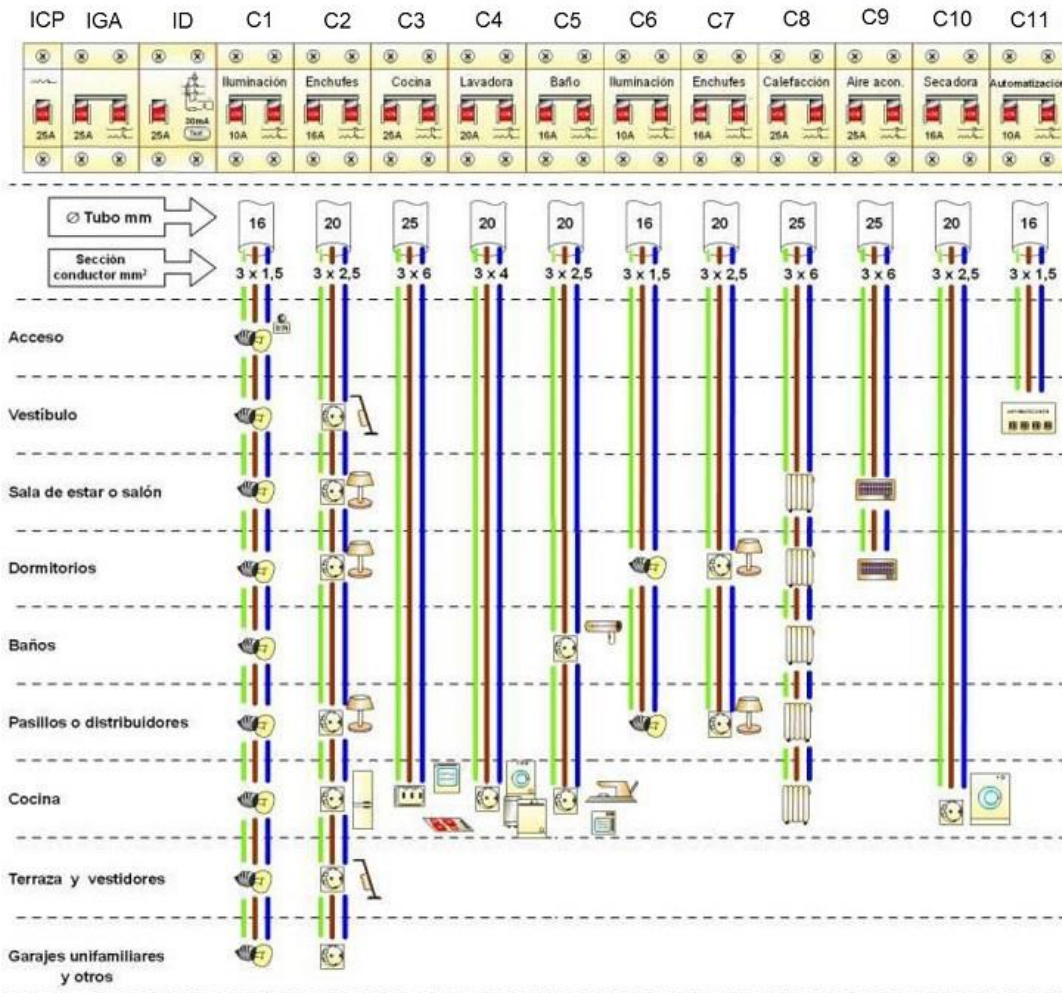 ICP IGA ID C1 C2 C3 C4 C5 C6 C7 C8 C9 C10 C11
Iluminación Enchufes Cocina Lavadora Baño Iluminación Enchufes Calefacción Aire acon. Secadora Automatización
30mA
25A 25A 25A Test 10A 16A 25A 20A 16A 10A 16A 25A 25A 16A 10A
Ø Tubo mm 16 20 25 20 20 16 20 25 25 20 16
Sección
conductor mm² 3 x 1,5 3 x 2,5 3 x 6 3 x 4 3 x 2,5 3 x 1,5 3 x 2,5 3 x 6 3 x 6 3 x 2,5 3 x 1,5
Acceso
Vestíbulo
Sala de estar o salón
Dormitorios
Baños
Pasillos o distribuidores
Cocina
Terraza y vestidores
Garajes unifamiliares
y otros